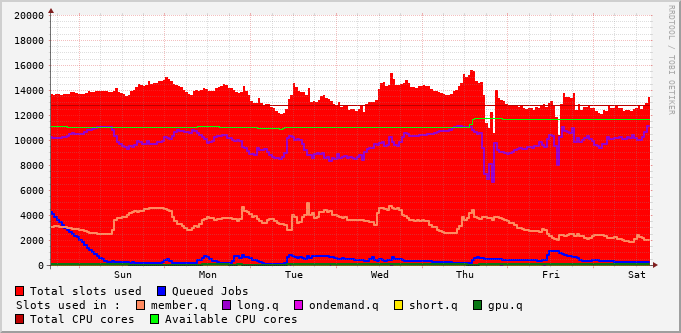 RRDTOOL / TOBI OETIKER
20000
18000
16000
14000
12000
10000
8000
6000
4000
2000
0
Sun Mon Tue Wed Thu Fri Sat
Total slots used Queued Jobs
Slots used in : member.q long.q ondemand.q short.q gpu.q
Total CPU cores Available CPU cores